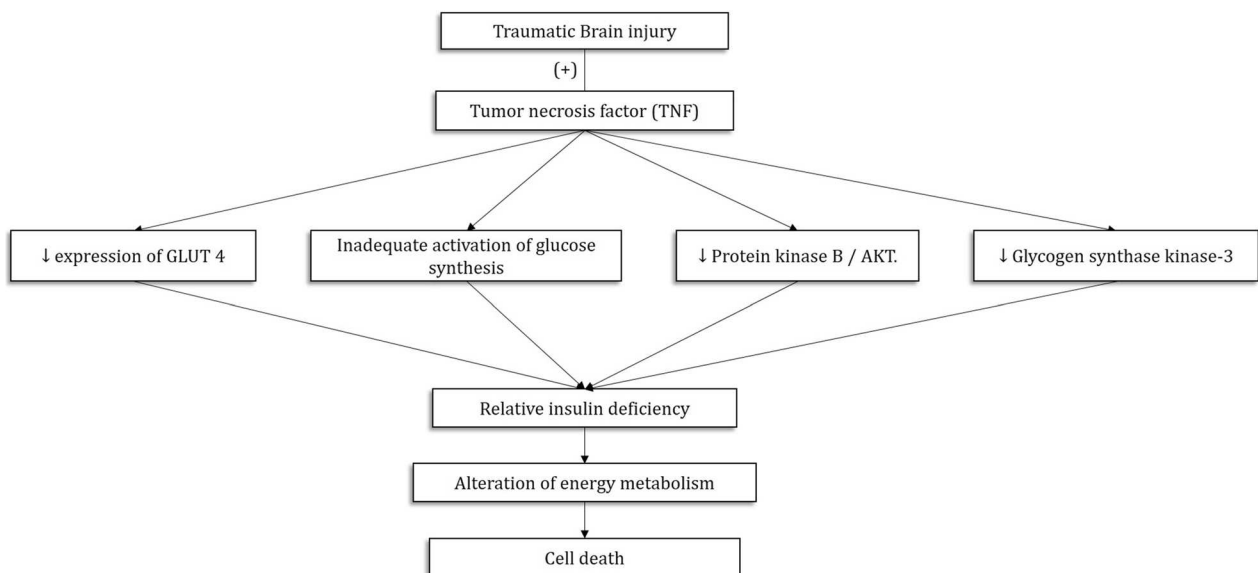 Traumatic Brain injury
(+)
Tumor necrosis factor (TNF)
↓ expression of GLUT 4
Inadequate activation of glucose
synthesis
↓ Protein kinase B / AKT.
↓ Glycogen synthase kinase-3
Relative insulin deficiency
Alteration of energy metabolism
Cell death